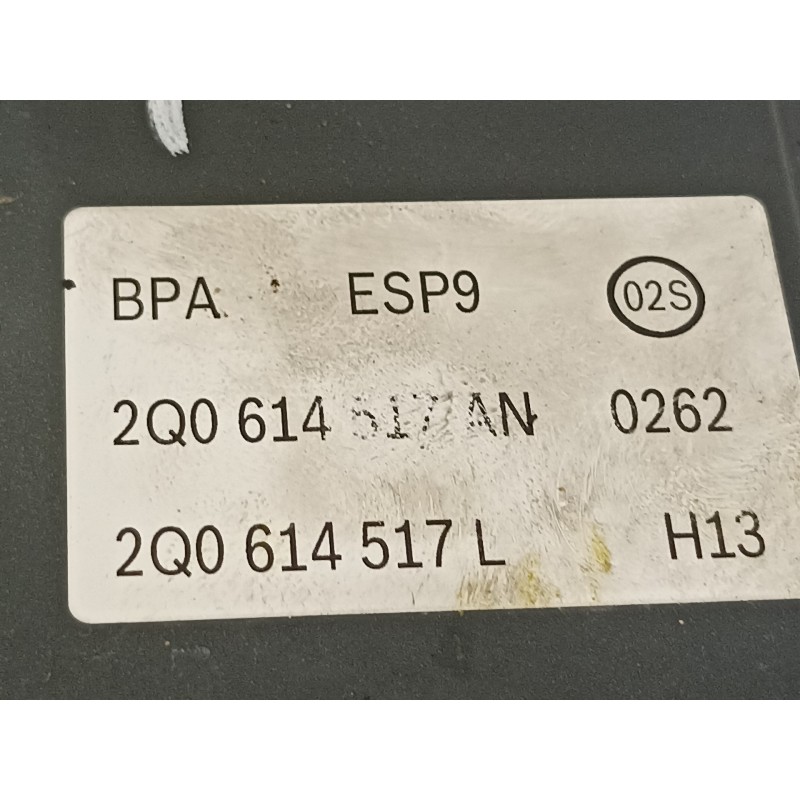 BPA ESP9 02S
2Q0 614 517 AN 0262
2Q0 614 517 L H13